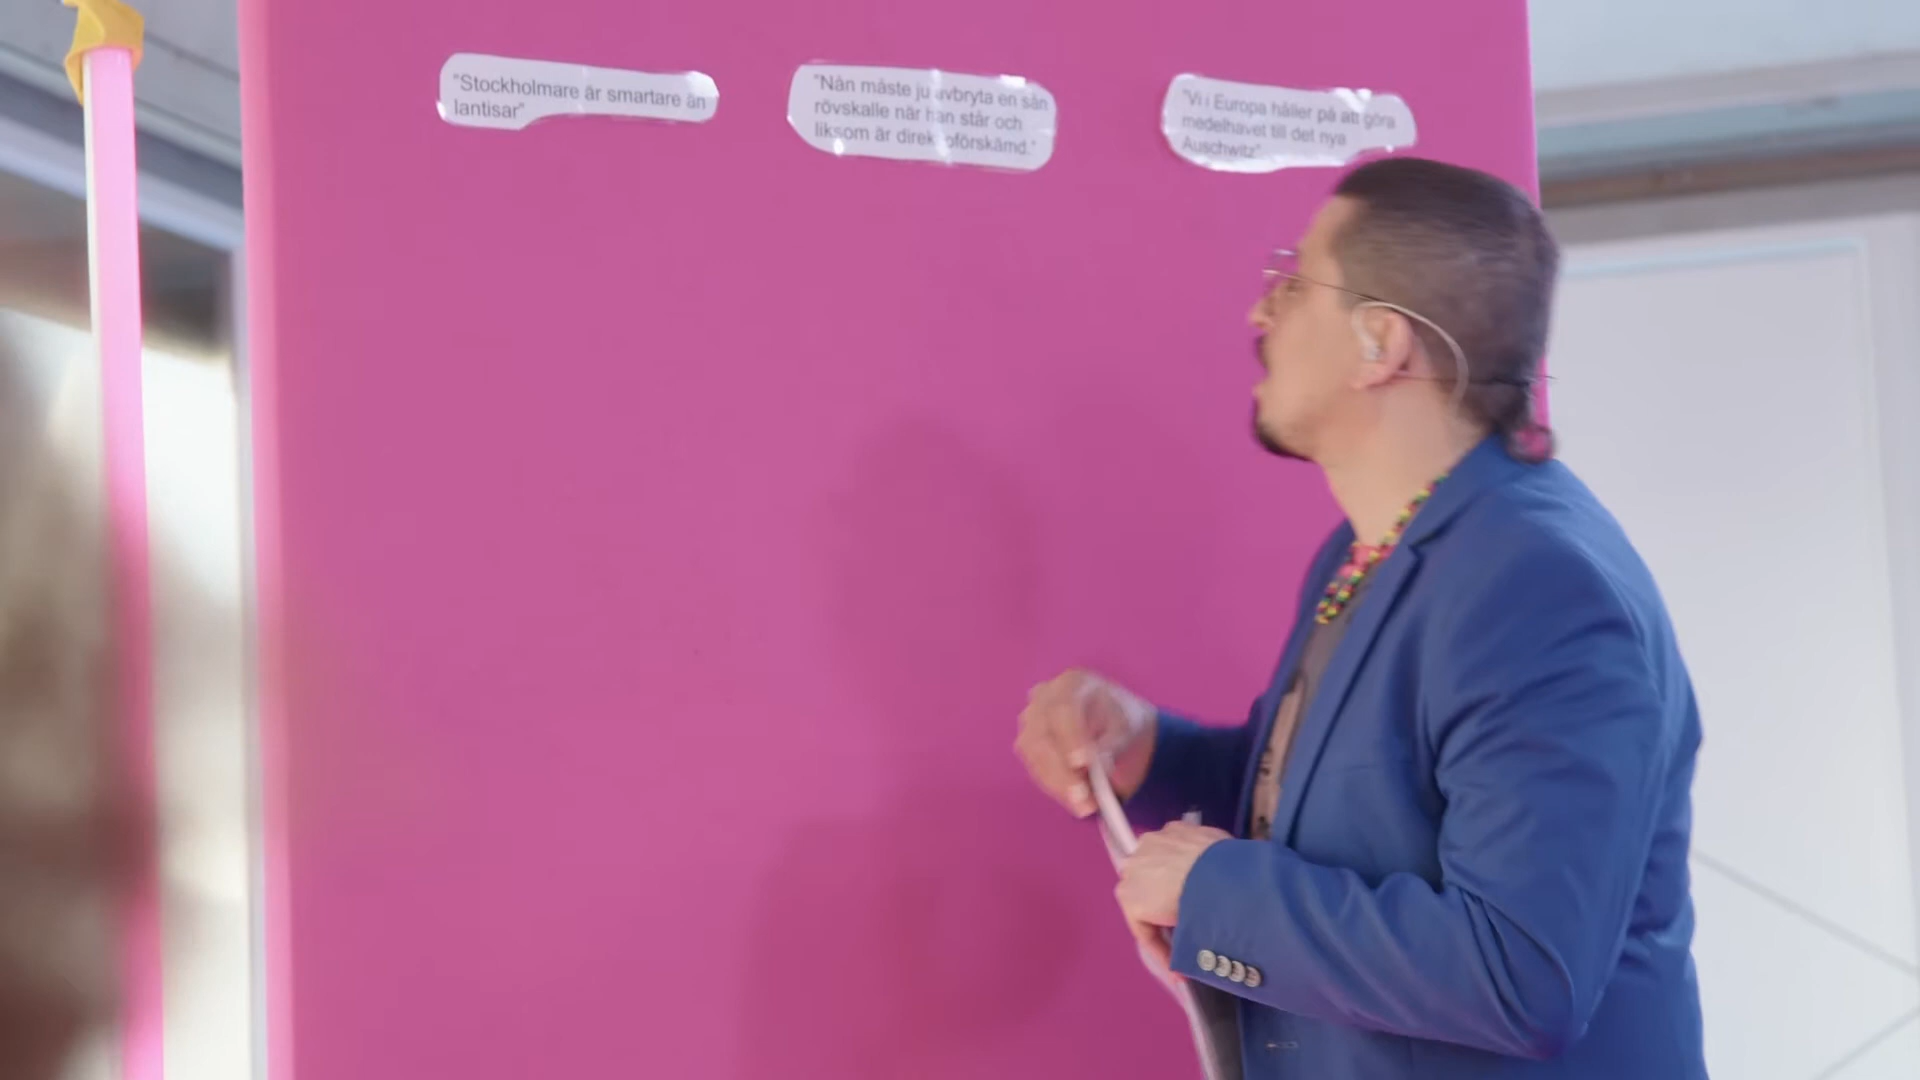 "Stockholmare är smartare än
lantisar"
"Nån måste ju avbryta en sån
rövskalle när han står och
liksom är direkt oförskämd."
"Vi i Europa håller på att göra
medelhavet till det nya
Auschwitz"